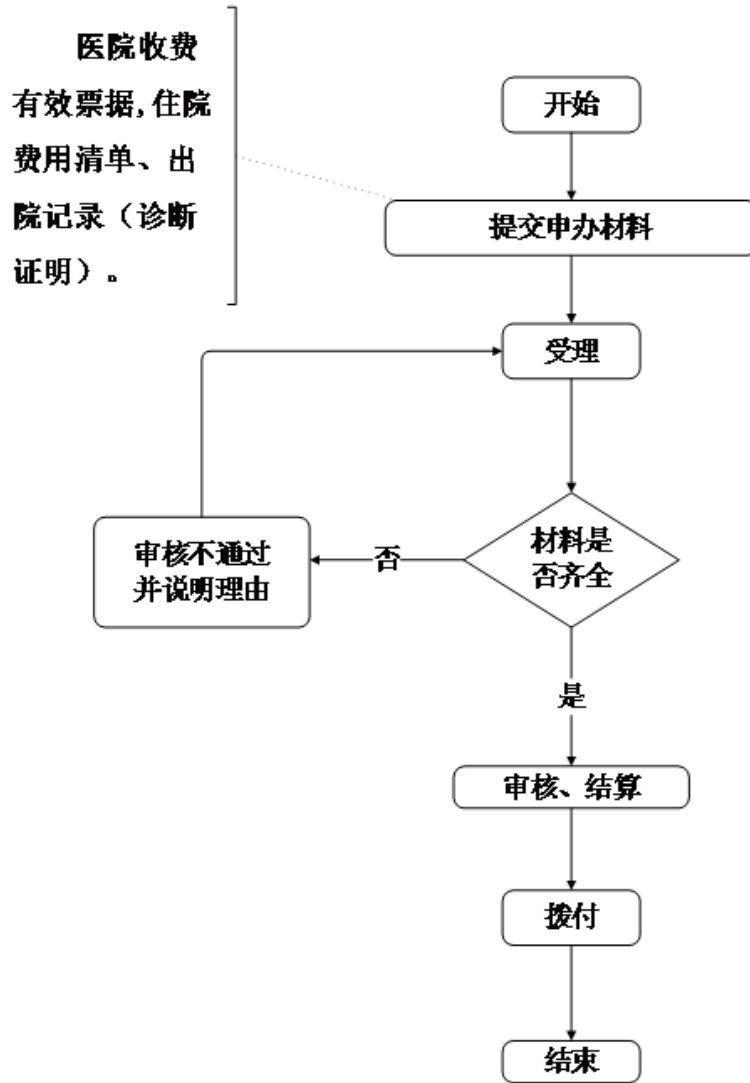 医院收费
有效票据,住院
费用清单、出
院记录（诊断
证明）。
开始
提交申办材料
受理
材料是
否齐全
否
审核不通过
并说明理由
是
审核、结算
拨付
结束